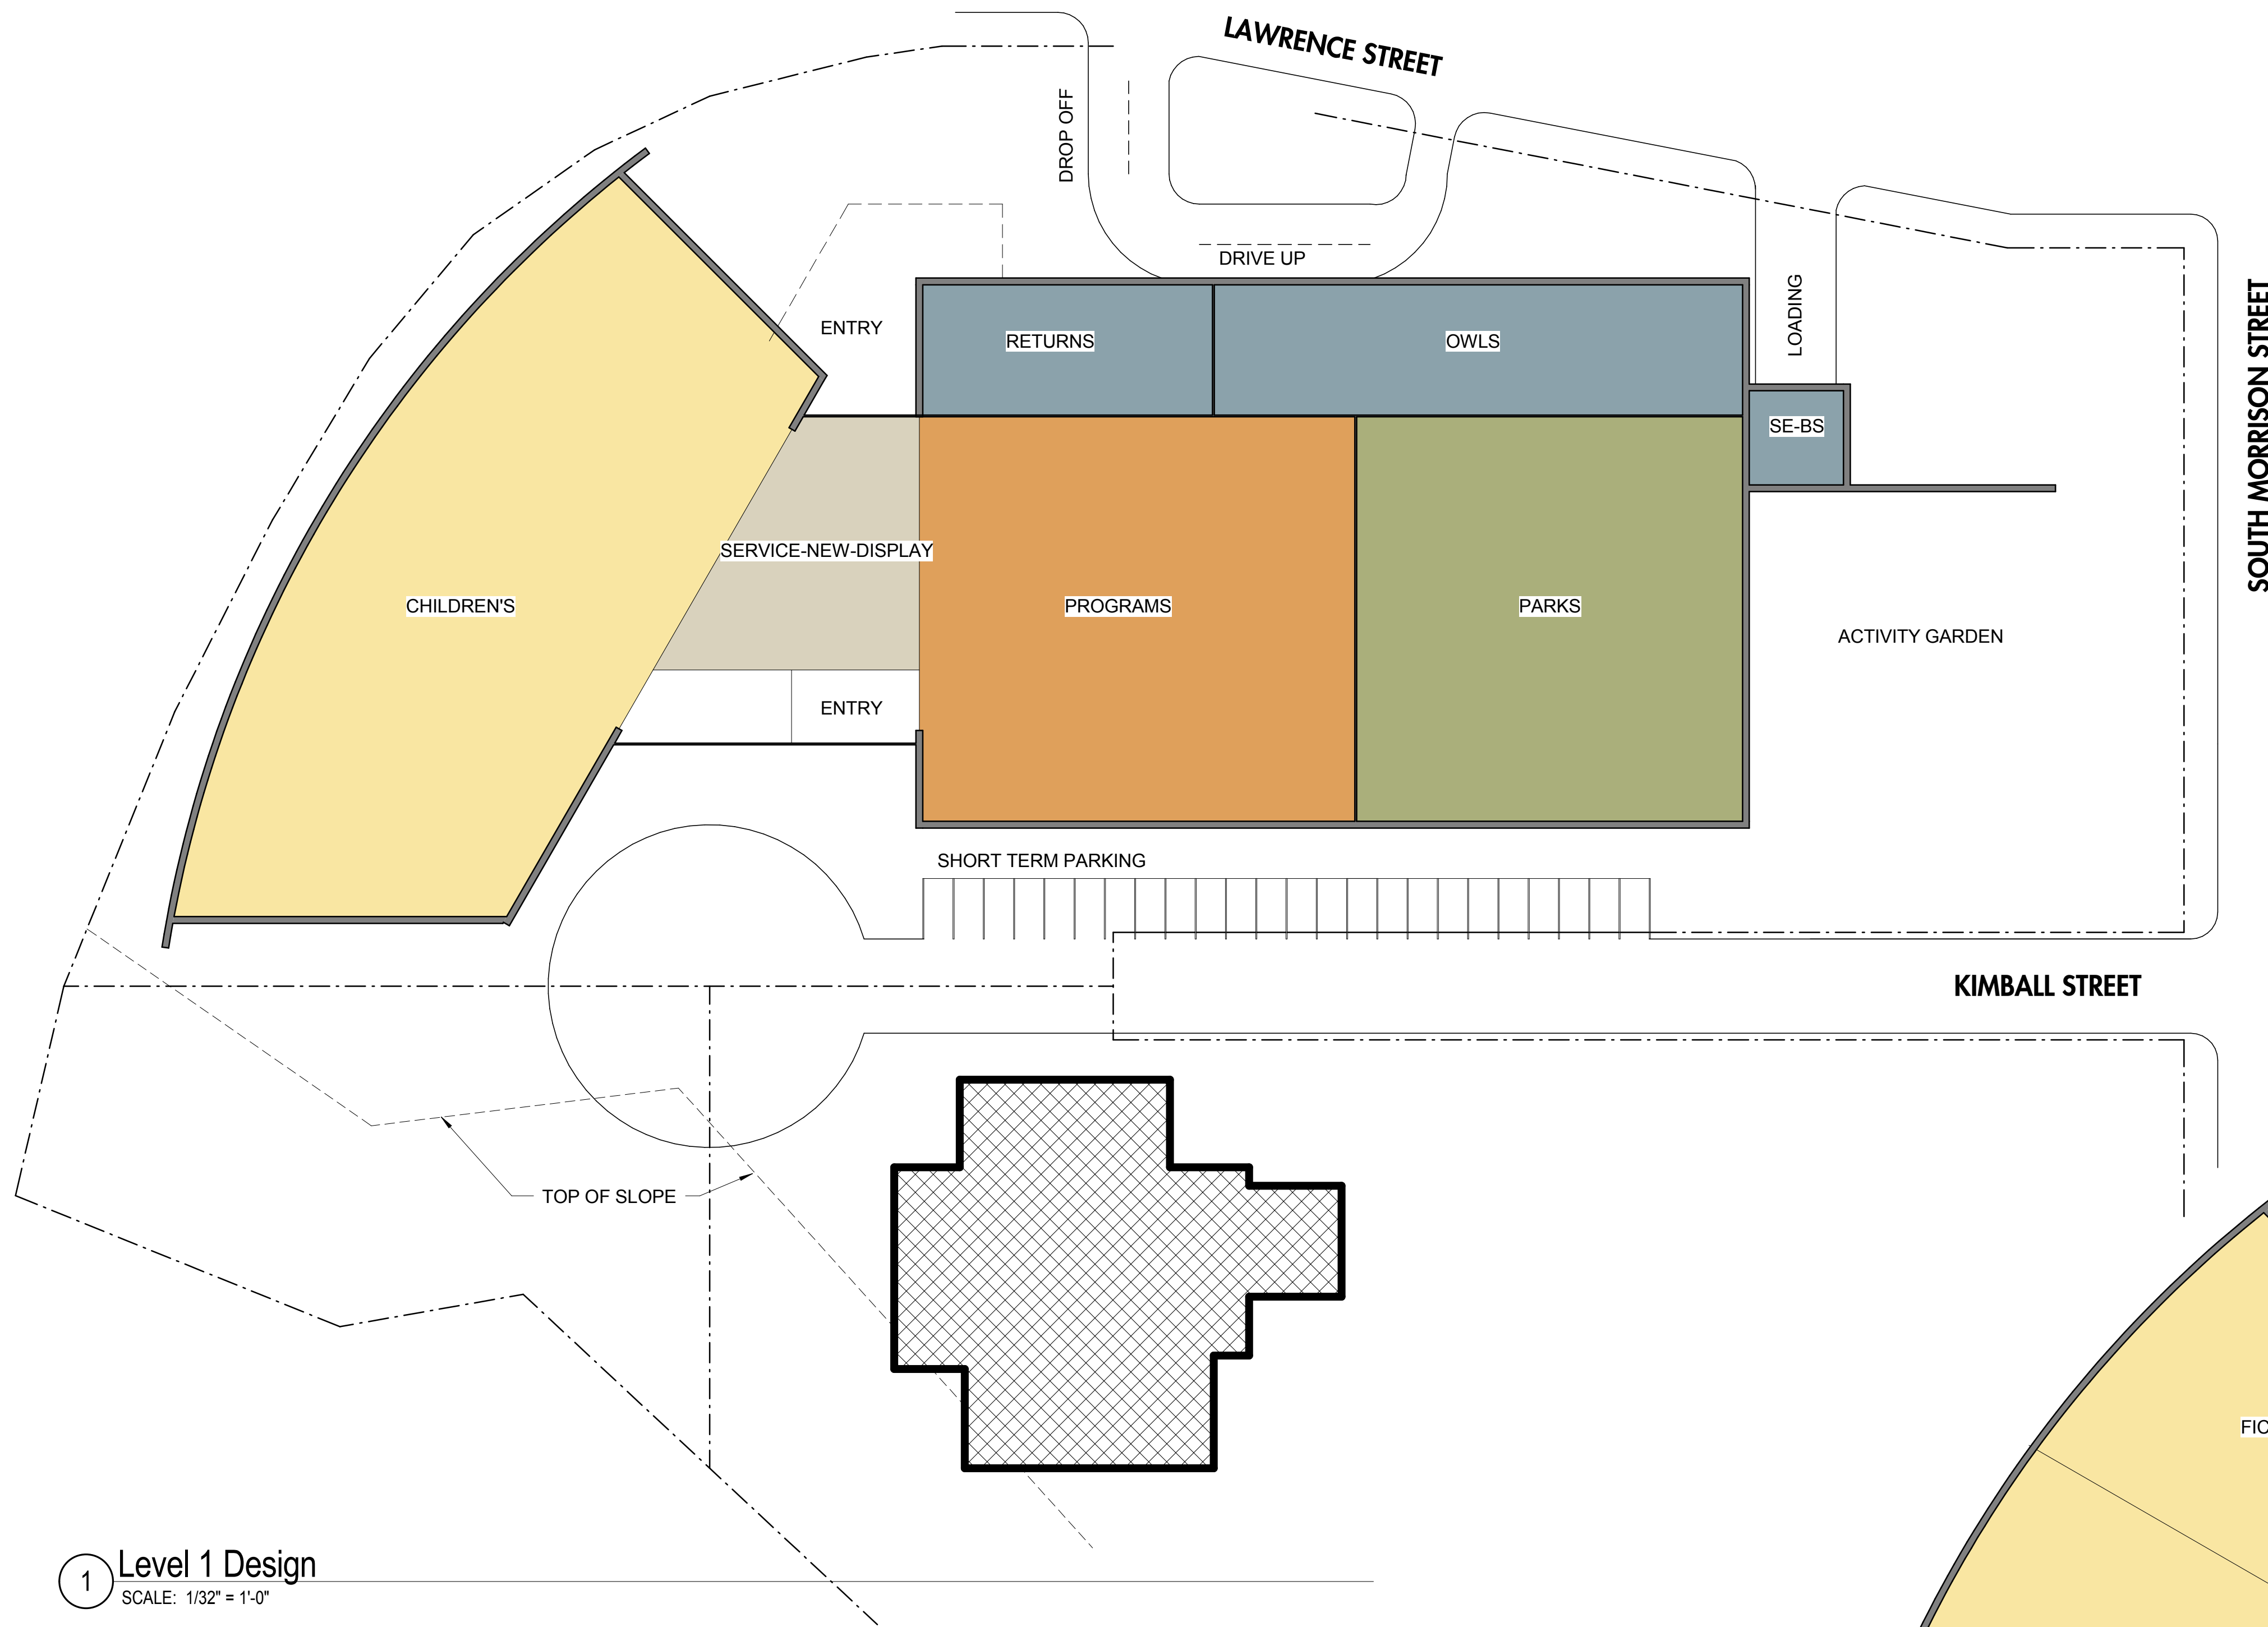 LAWRENCE STREET
DROP OFF
DRIVE UP
ENTRY
RETURNS
OWLS
LOADING
SE-BS
SOUTH MORRISON STREET
SERVICE-NEW-DISPLAY
CHILDREN'S
PROGRAMS
PARKS
ACTIVITY GARDEN
ENTRY
SHORT TERM PARKING
KIMBALL STREET
TOP OF SLOPE
1
Level 1 Design
SCALE: 1/32" = 1'-0"